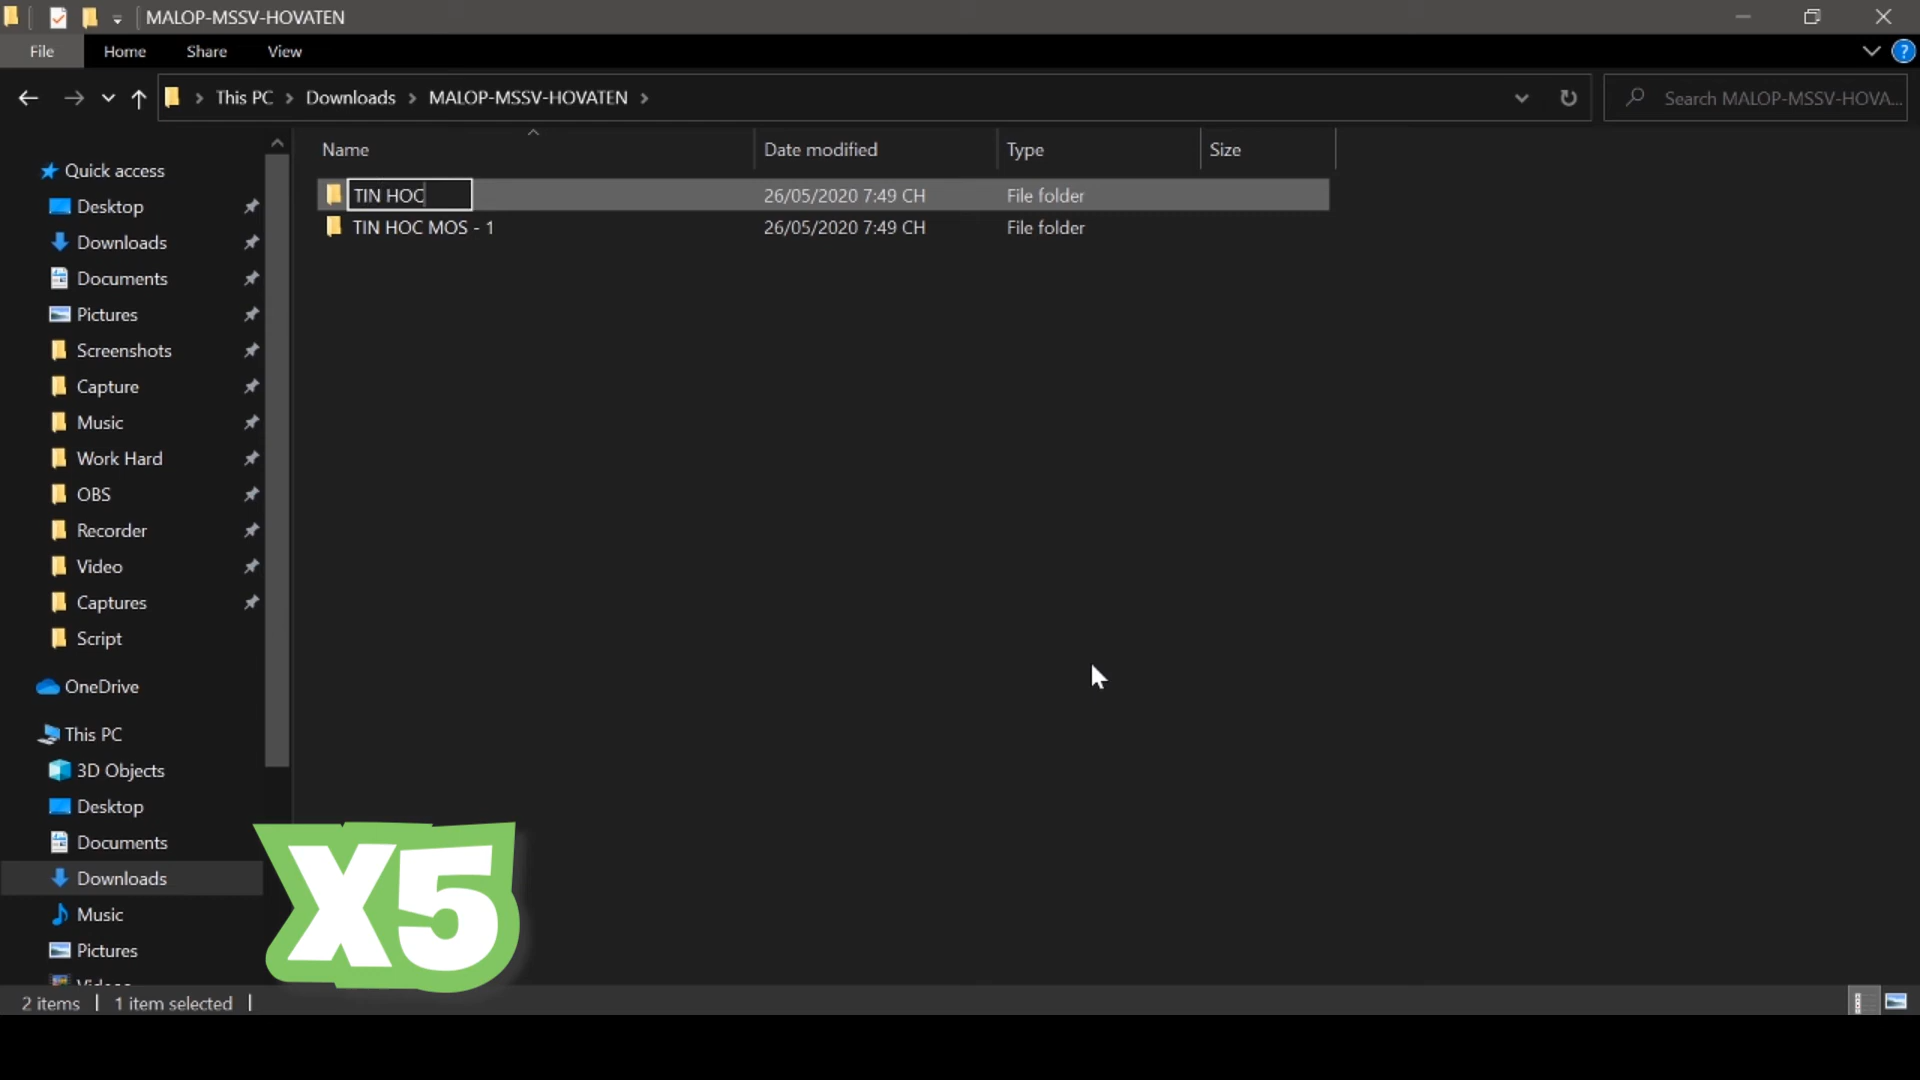 MALOP-MSSV-HOVATEN
File Home Share View
This PC Downloads MALOP-MSSV-HOVATEN
Search MALOP-MSSV-HOVA...
Name Date modified Type Size
TIN HOC 26/05/2020 7:49 CH File folder
TIN HOC MOS - 1 26/05/2020 7:49 CH File folder
Quick access
Desktop
Downloads
Documents
Pictures
Screenshots
Capture
Music
Work Hard
OBS
Recorder
Video
Captures
Script
OneDrive
This PC
3D Objects
Desktop
Documents
Downloads
Music
Pictures
X5
2 items 1 item selected